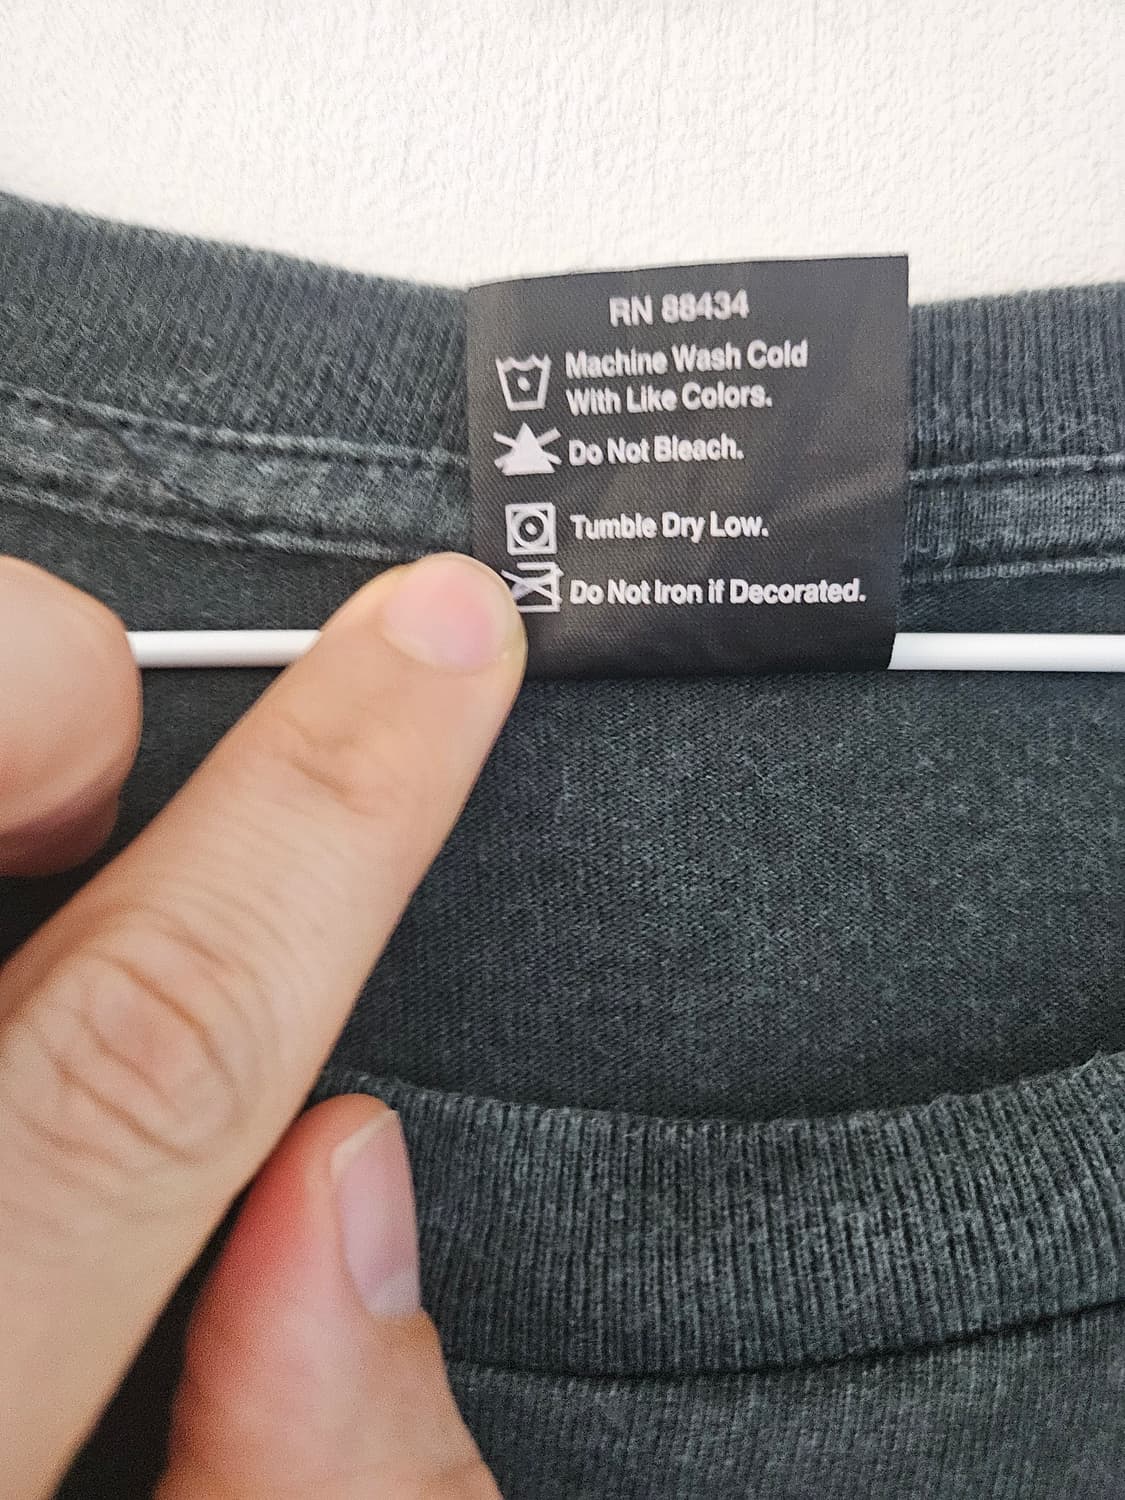 RN 88434
Machine Wash Cold
With Like Colors.
Do Not Bleach.
Tumble Dry Low.
Do Not Iron if Decorated.